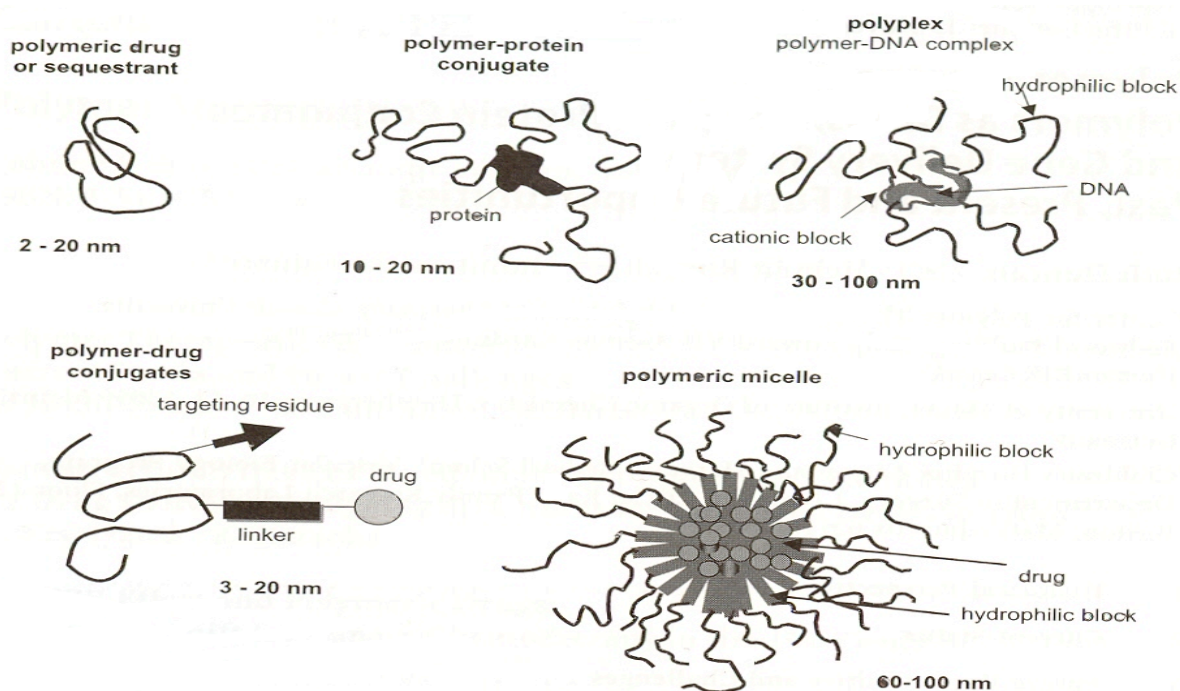 polymeric drug
or sequestrant
2 - 20 nm
polymer-protein
conjugate
protein
10 - 20 nm
polyplex
polymer-DNA complex
hydrophilic block
DNA
cationic block
30 - 100 nm
polymer-drug
conjugates
targeting residue
drug
linker
3 - 20 nm
polymeric micelle
hydrophilic block
drug
hydrophilic block
60-100 nm